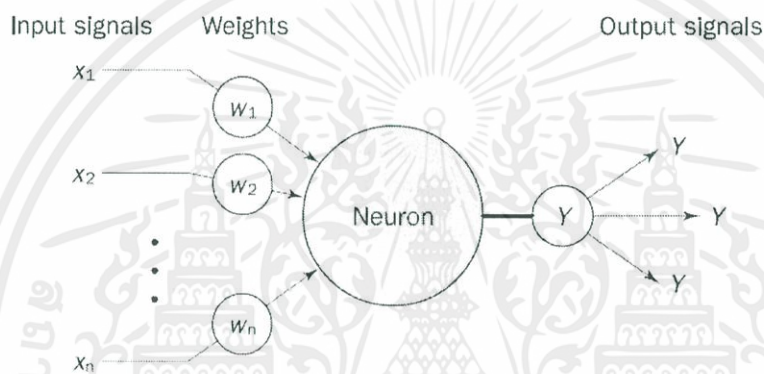 Input signals Weights Output signals
x1
w1
Y
x2
w2
Neuron
Y
Y
wn
Y
xn